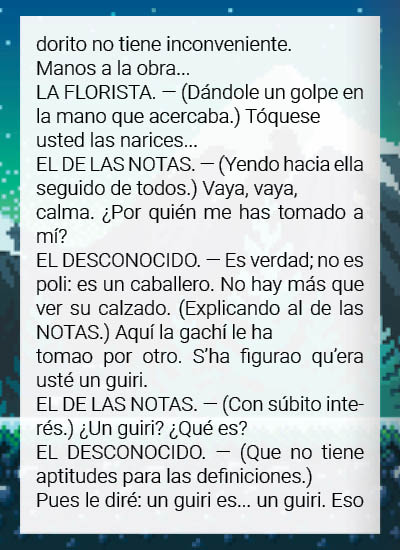 dorito no tiene inconveniente.
Manos a la obra...
LA FLORISTA. — (Dándole un golpe en
la mano que acercaba.) Tóquese
usted las narices...
EL DE LAS NOTAS. — (Yendo hacia ella
seguido de todos.) Vaya, vaya,
calma. ¿Por quién me has tomado a
mí?
EL DESCONOCIDO. — Es verdad; no es
poli: es un caballero. No hay más que
ver su calzado. (Explicando al de las
NOTAS.) Aquí la gachí le ha
tomao por otro. S’ha figurao qu’era
usté un guiri.
EL DE LAS NOTAS. — (Con súbito inte-
rés.) ¿Un guiri? ¿Qué es?
EL DESCONOCIDO. — (Que no tiene
aptitudes para las definiciones.)
Pues le diré: un guiri es... un guiri. Eso